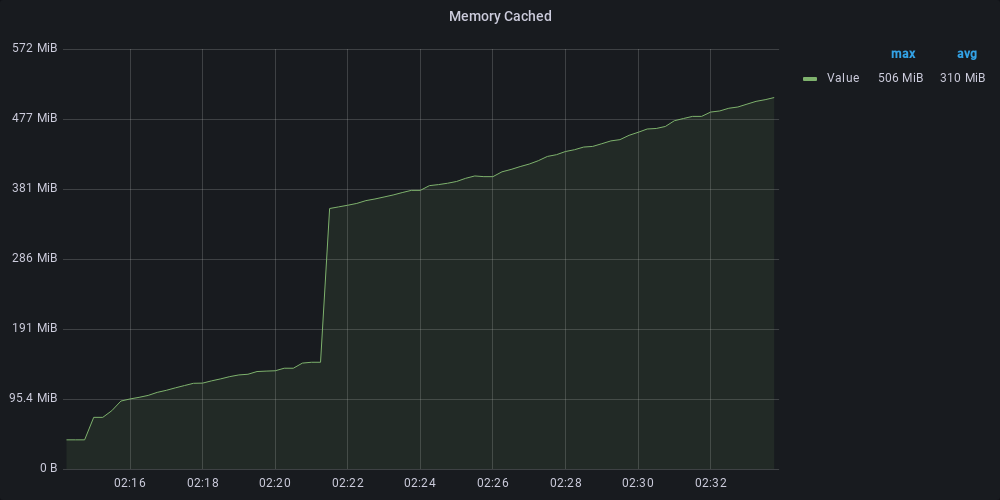 Memory Cached
572 MiB
477 MiB
381 MiB
286 MiB
191 MiB
95.4 MiB
0 B
02:16 02:18 02:20 02:22 02:24 02:26 02:28 02:30 02:32
max avg
Value 506 MiB 310 MiB